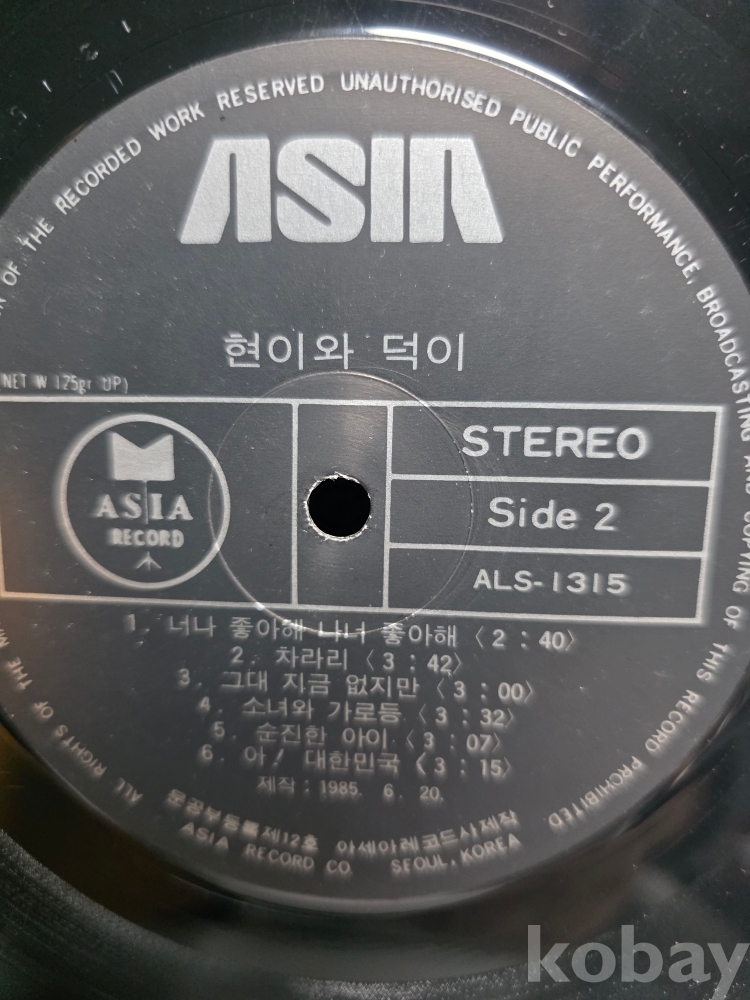 OF THE RECORDED WORK RESERVED UNAUTHORISED PUBLIC PERFORMANCE, BROADCASTING AND COPYING OF THIS RECORD PROHIBITED
ASIA
현이와 덕이
(NET W 125gr UP)
ASIA
RECORD
STEREO
Side 2
ALS-1315
1. 너나 좋아해 나너 좋아해 〈2 : 40〉
2. 차라리 〈3 : 42〉
3. 그대 지금 없지만 〈3 : 00〉
4. 소녀와 가로등 〈3 : 32〉
5. 순진한 아이 〈3 : 07〉
6. 아! 대한민국 〈3 : 15〉
제작 : 1985. 6. 20.
문공부등록제12호 아세아레코드사제작
ASIA RECORD CO. SEOUL, KOREA
ALL RIGHTS OF THE
kobay